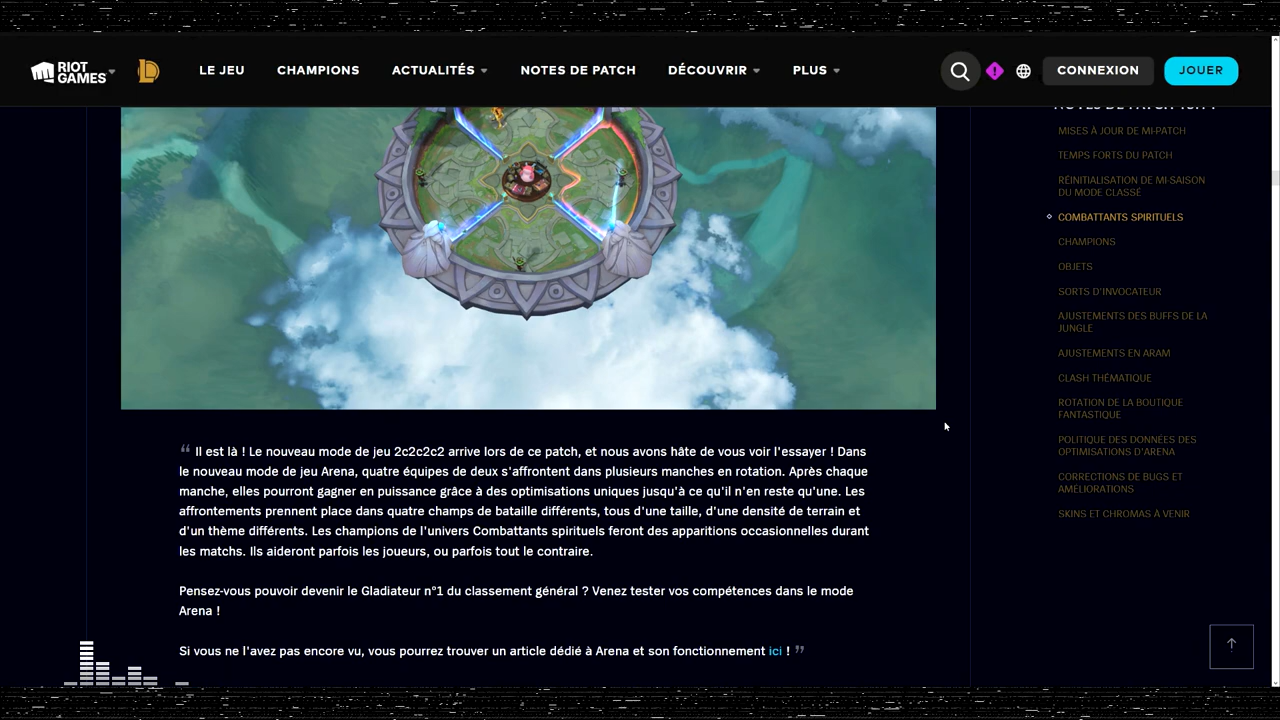 RIOT GAMES
LE JEU
CHAMPIONS
ACTUALITÉS
NOTES DE PATCH
DÉCOUVRIR
PLUS
CONNEXION
JOUER
MISES À JOUR DE MI-PATCH
TEMPS FORTS DU PATCH
RÉINITIALISATION DE MI-SAISON
DU MODE CLASSÉ
COMBATTANTS SPIRITUELS
CHAMPIONS
OBJETS
SORTS D'INVOCATEUR
AJUSTEMENTS DES BUFFS DE LA
JUNGLE
AJUSTEMENTS EN ARAM
CLASH THÉMATIQUE
ROTATION DE LA BOUTIQUE
FANTASTIQUE
POLITIQUE DES DONNÉES DES
OPTIMISATIONS D'ARENA
CORRECTIONS DE BUGS ET
AMÉLIORATIONS
SKINS ET CHROMAS À VENIR
“ Il est là ! Le nouveau mode de jeu 2c2c2c2 arrive lors de ce patch, et nous avons hâte de vous voir l'essayer ! Dans
le nouveau mode de jeu Arena, quatre équipes de deux s'affrontent dans plusieurs manches en rotation. Après chaque
manche, elles pourront gagner en puissance grâce à des optimisations uniques jusqu'à ce qu'il n'en reste qu'une. Les
affrontements prennent place dans quatre champs de bataille différents, tous d'une taille, d'une densité de terrain et
d'un thème différents. Les champions de l'univers Combattants spirituels feront des apparitions occasionnelles durant
les matchs. Ils aideront parfois les joueurs, ou parfois tout le contraire.
Pensez-vous pouvoir devenir le Gladiateur n°1 du classement général ? Venez tester vos compétences dans le mode
Arena !
Si vous ne l'avez pas encore vu, vous pourrez trouver un article dédié à Arena et son fonctionnement ici ! ”